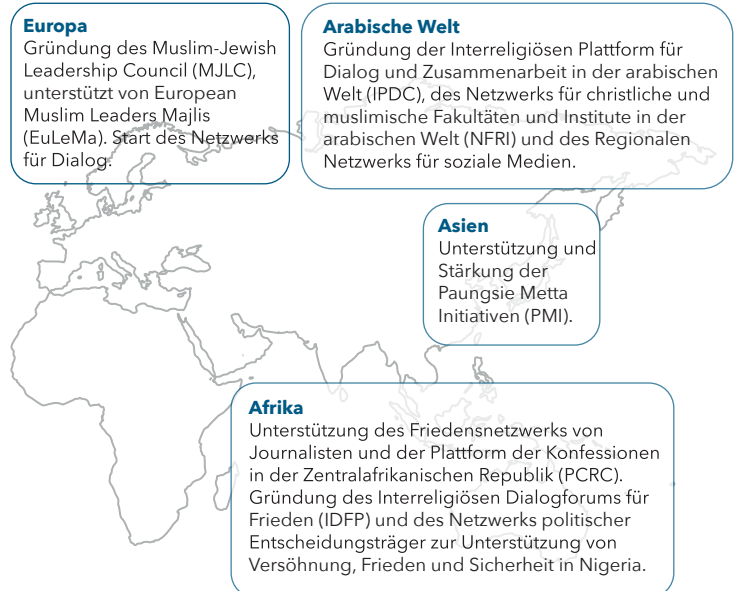 Europa
Gründung des Muslim-Jewish
Leadership Council (MJLC),
unterstützt von European
Muslim Leaders Majlis
(EuLeMa). Start des Netzwerks
für Dialog.
Arabische Welt
Gründung der Interreligiösen Plattform für
Dialog und Zusammenarbeit in der arabischen
Welt (IPDC), des Netzwerks für christliche und
muslimische Fakultäten und Institute in der
arabischen Welt (NFRI) und des Regionalen
Netzwerks für soziale Medien.
Asien
Unterstützung und
Stärkung der
Paungsie Metta
Initiativen (PMI).
Afrika
Unterstützung des Friedensnetzwerks von
Journalisten und der Plattform der Konfessionen
in der Zentralafrikanischen Republik (PCRC).
Gründung des Interreligiösen Dialogforums für
Frieden (IDFP) und des Netzwerks politischer
Entscheidungsträger zur Unterstützung von
Versöhnung, Frieden und Sicherheit in Nigeria.